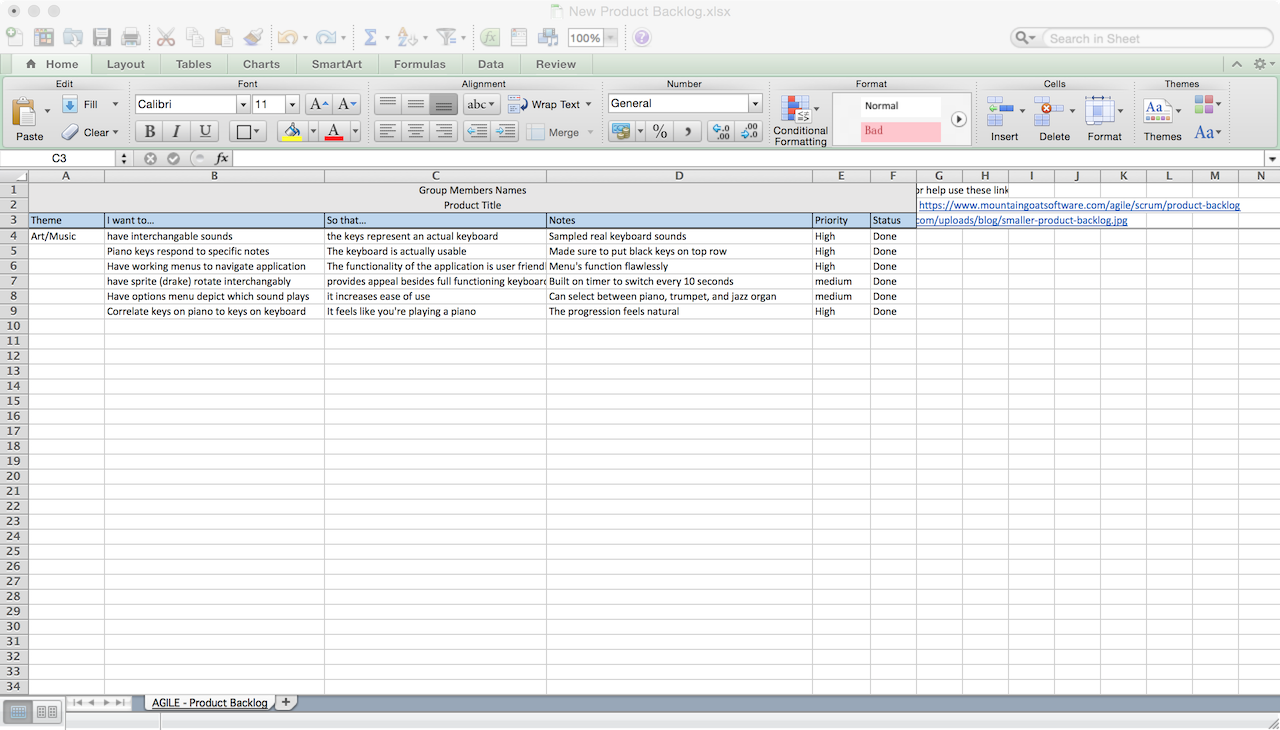 New Product Backlog.xlsx
100%
Search in Sheet
Home Layout Tables Charts SmartArt Formulas Data Review
Edit Font Alignment Number Format Cells Themes
Fill Calibri 11 A A abc Wrap Text General Normal
Paste Clear B I U A Merge % Conditional Formatting Bad Insert Delete Format Themes Aa
C3 fx
A B C D E F G H I J K L M N
1 Group Members Names or help use these link
2 Product Title https://www.mountaingoatsoftware.com/agile/scrum/product-backlog
3 Theme I want to... So that... Notes Priority Status com/uploads/blog/smaller-product-backlog.jpg
4 Art/Music have interchangable sounds the keys represent an actual keyboard Sampled real keyboard sounds High Done
5 Piano keys respond to specific notes The keyboard is actually usable Made sure to put black keys on top row High Done
6 Have working menus to navigate application The functionality of the application is user friendl Menu's function flawlessly High Done
7 have sprite (drake) rotate interchangably provides appeal besides full functioning keyboard Built on timer to switch every 10 seconds medium Done
8 Have options menu depict which sound plays it increases ease of use Can select between piano, trumpet, and jazz organ medium Done
9 Correlate keys on piano to keys on keyboard It feels like you're playing a piano The progression feels natural High Done
10
11
12
13
14
15
16
17
18
19
20
21
22
23
24
25
26
27
28
29
30
31
32
33
34
AGILE - Product Backlog